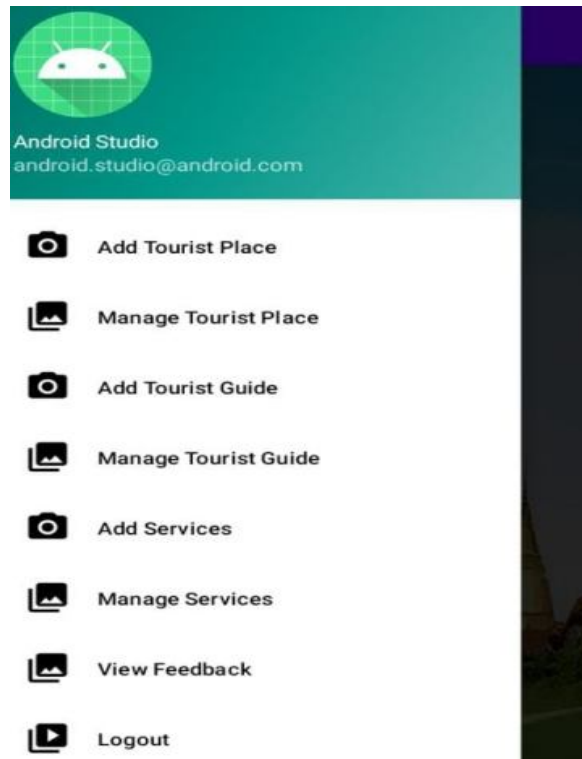 Android Studio
android.studio@android.com
Add Tourist Place
Manage Tourist Place
Add Tourist Guide
Manage Tourist Guide
Add Services
Manage Services
View Feedback
Logout